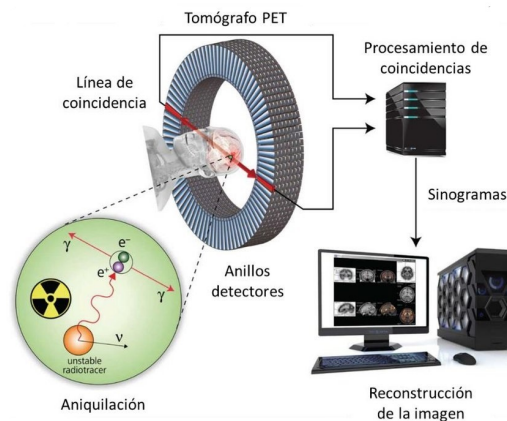 Tomógrafo PET
Procesamiento de
coincidencias
Línea de
coincidencia
Sinogramas
Anillos
detectores
γ
e⁻
e⁺
γ
ν
unstable
radiotracer
Aniquilación
Reconstrucción
de la imagen